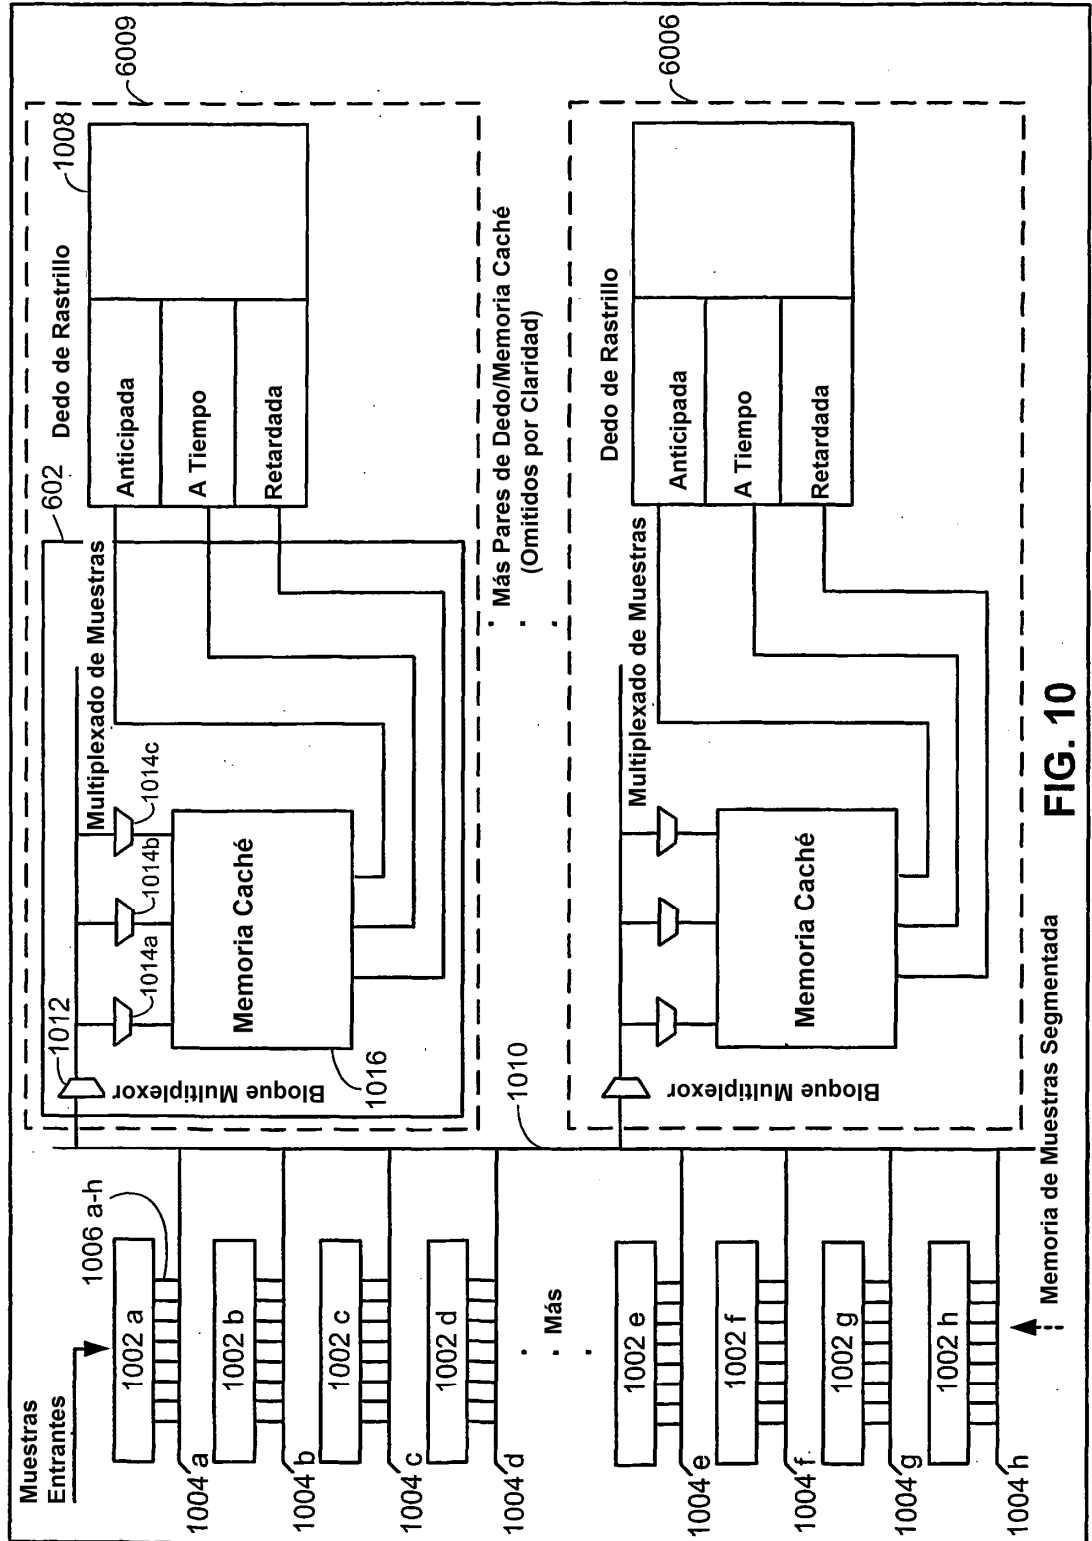 Muestras
Entrantes
1002 a
1006 a-h
1004 a
1002 b
1004 b
1002 c
1004 c
1002 d
1004 d
Más
1002 e
1004 e
1002 f
1004 f
1002 g
1004 g
1002 h
1004 h
Memoria de Muestras Segmentada
1010
1012
Bloque Multiplexor
1014a
1014b
1014c
Multiplexado de Muestras
Memoria Caché
1016
602
Dedo de Rastrillo
Anticipada
A Tiempo
Retardada
1008
6009
Más Pares de Dedo/Memoria Caché
(Omitidos por Claridad)
Bloque Multiplexor
Multiplexado de Muestras
Memoria Caché
Dedo de Rastrillo
Anticipada
A Tiempo
Retardada
6006
FIG. 10